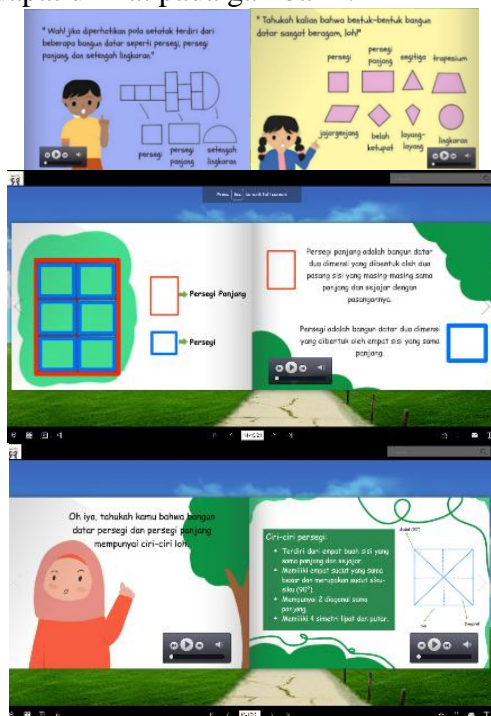 " Wah! jika diperhatikan pola setatak terdiri dari
beberapa bangun datar seperti persegi, persegi
panjang, dan setengah lingkaran."
persegi
persegi
panjang
setengah
lingkaran
" Tahukah kalian bahwa bentuk-bentuk bangun
datar sangat beragam, loh!"
persegi
persegi
panjang
segitiga
trapesium
jajargenjang
belah
ketupat
layang-
layang
lingkaran
Persegi Panjang
Persegi
Persegi panjang adalah bangun datar
dua dimensi yang dibentuk oleh dua
pasang sisi yang masing-masing sama
panjang dan sejajar dengan
pasangannya.
Persegi adalah bangun datar dua dimensi
yang dibentuk oleh empat sisi yang sama
panjang.
Oh iya, tahukah kamu bahwa bangun
datar persegi dan persegi panjang
mempunyai ciri-ciri loh
Ciri-ciri persegi:
• Terdiri dari empat buah sisi yang
sama panjang dan sejajar.
• Memiliki empat sudut yang sama
besar dan merupakan sudut siku-
siku (90°).
• Mempunyai 2 diagonal sama
panjang.
• Memiliki 4 simetri lipat dan putar.